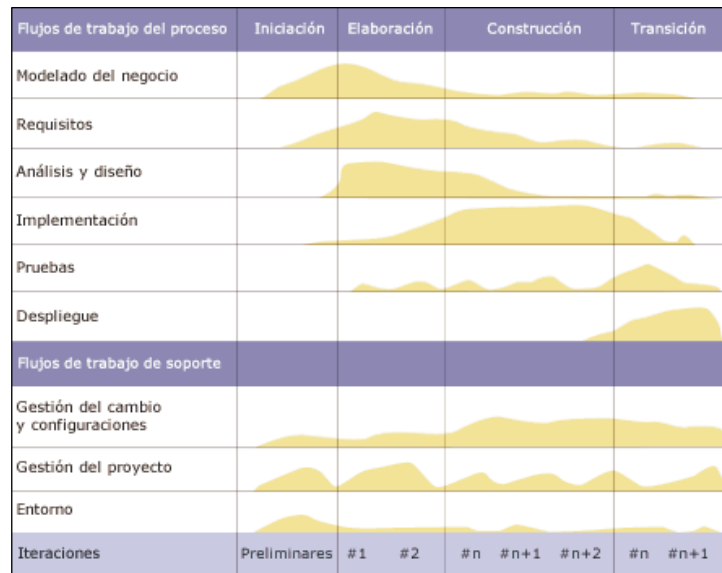 Flujos de trabajo del proceso Iniciación Elaboración Construcción Transición
Modelado del negocio
Requisitos
Análisis y diseño
Implementación
Pruebas
Despliegue
Flujos de trabajo de soporte
Gestión del cambio
y configuraciones
Gestión del proyecto
Entorno
Iteraciones Preliminares #1 #2 #n #n+1 #n+2 #n #n+1